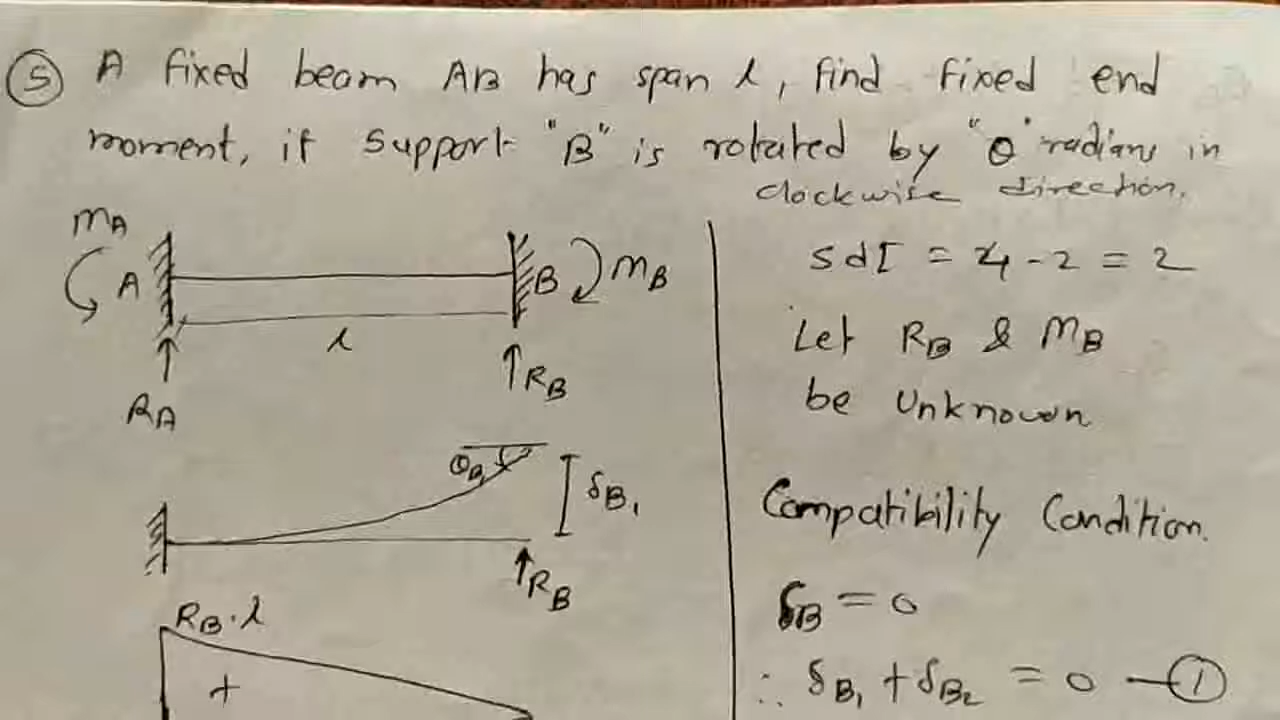 ⑤ A fixed beam AB has span l, find fixed end
moment, if support "B" is rotated by "θ" radians in
clockwise direction.
MA
A
B
MB
l
RA
RB
θB1
δB1
RB
RB.l
+
SdI = 4 - 2 = 2
Let RB & MB
be unknown
Compatibility Condition.
δB = 0
∴ δB1 + δB2 = 0 — ①